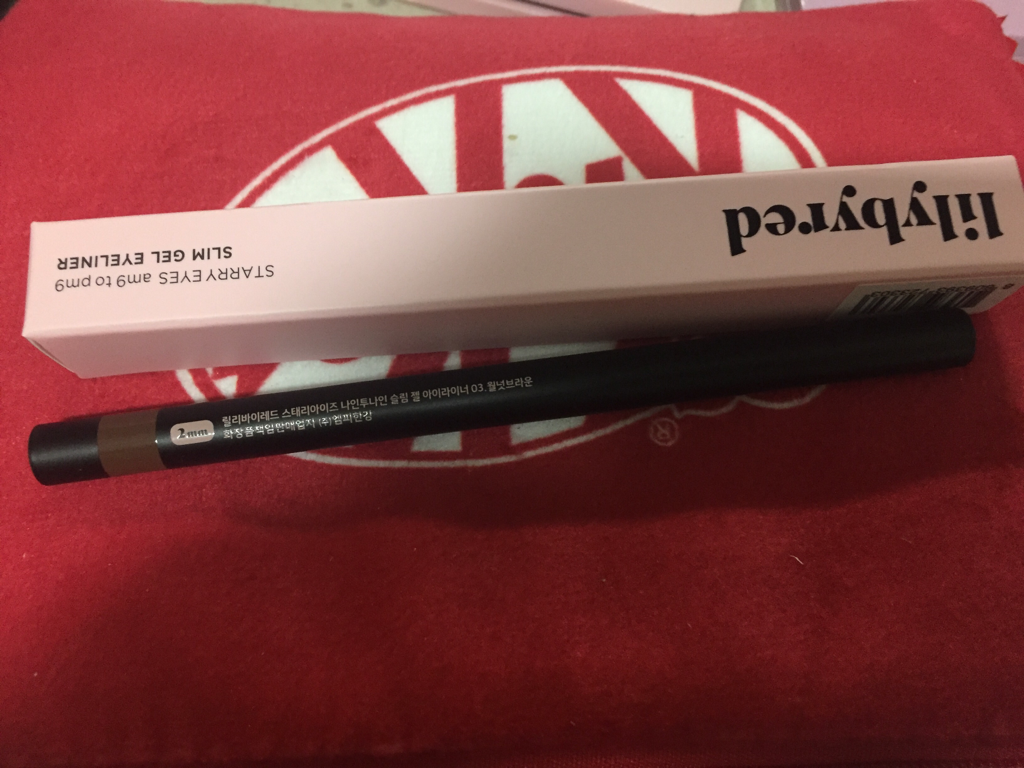 lilybyred
STARRY EYES am9 to pm9
SLIM GEL EYELINER
2mm
릴리바이레드 스태리아이즈 나인투나인 슬림 젤 아이라이너 03.월넛브라운
화장품책임판매업자 (주)엠피한강
®